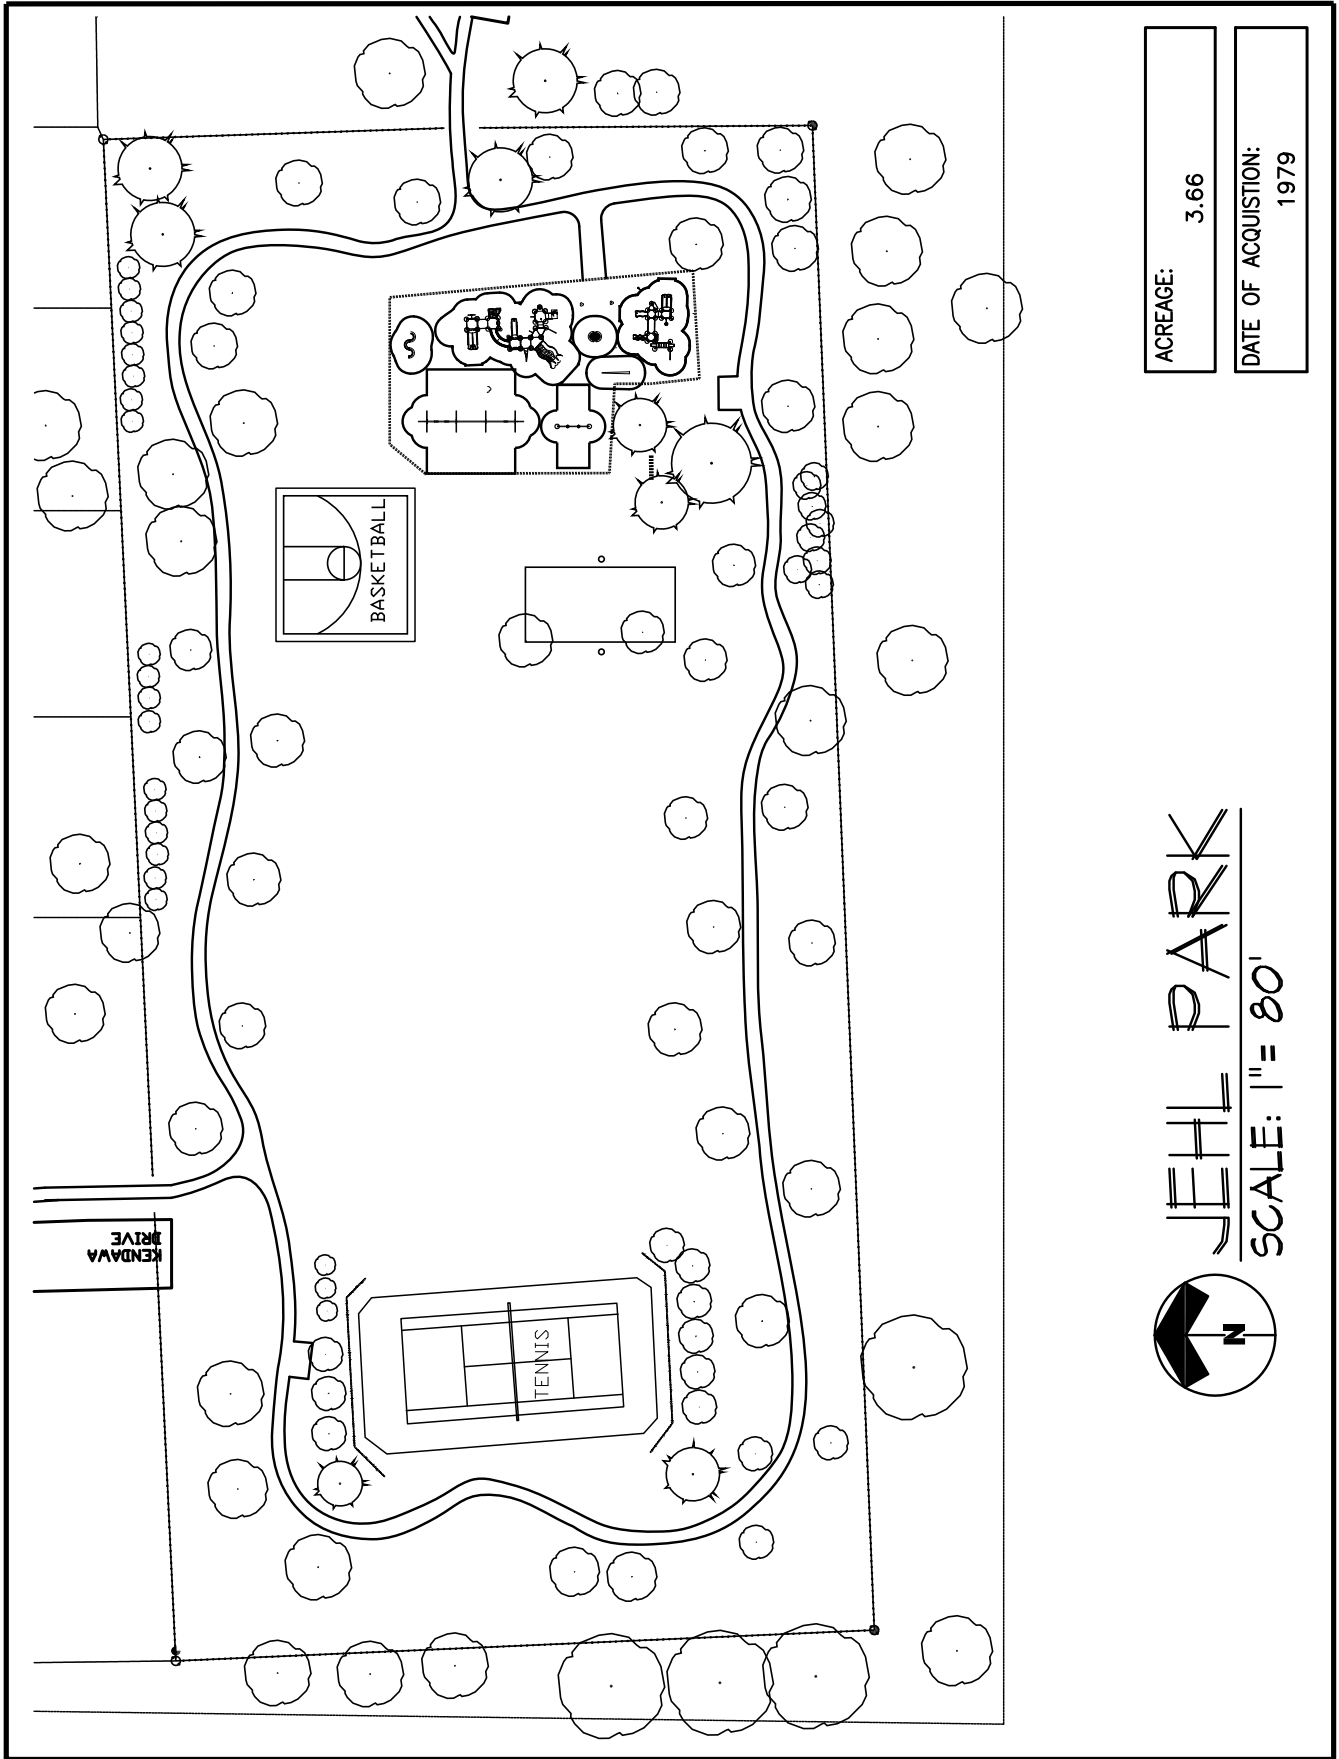 ACREAGE:
3.66
DATE OF ACQUISTION:
1979
BASKETBALL
KENDAWA
DRIVE
TENNIS
JEHL PARK
SCALE: 1"= 80'
N